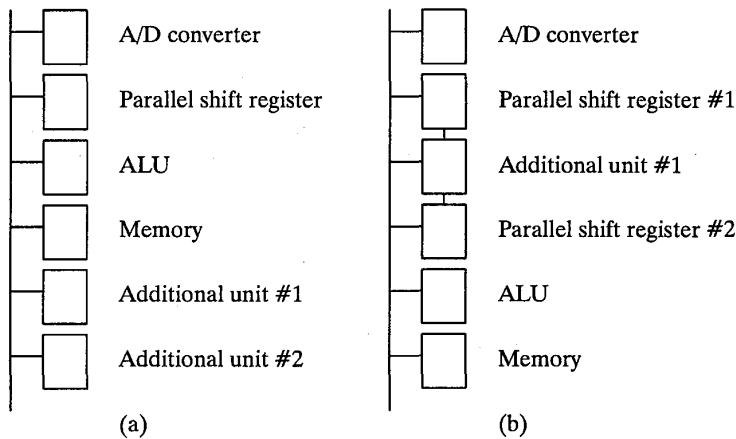 A/D converter
Parallel shift register
ALU
Memory
Additional unit #1
Additional unit #2
(a)
A/D converter
Parallel shift register #1
Additional unit #1
Parallel shift register #2
ALU
Memory
(b)